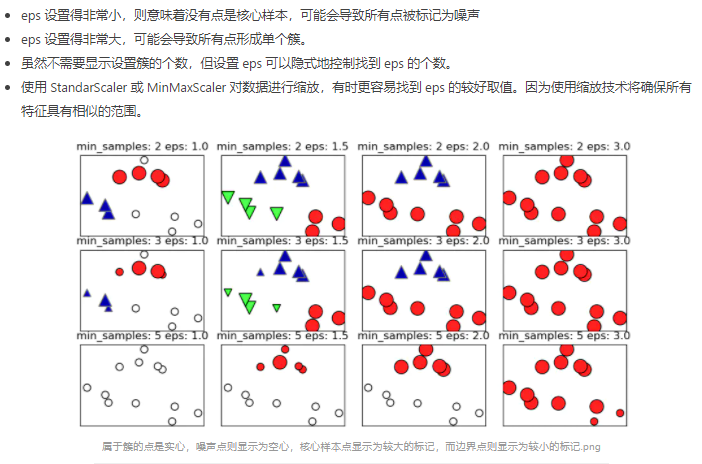 eps 设置得非常小，则意味着没有点是核心样本，可能会导致所有点被标记为噪声
eps 设置得非常大，可能会导致所有点形成单个簇。
虽然不需要显示设置簇的个数，但设置 eps 可以隐式地控制找到 eps 的个数。
使用 StandarScaler 或 MinMaxScaler 对数据进行缩放，有时更容易找到 eps 的较好取值。因为使用缩放技术将确保所有
特征具有相似的范围。
min_samples: 2 eps: 1.0
min_samples: 2 eps: 1.5
min_samples: 2 eps: 2.0
min_samples: 2 eps: 3.0
min_samples: 3 eps: 1.0
min_samples: 3 eps: 1.5
min_samples: 3 eps: 2.0
min_samples: 3 eps: 3.0
min_samples: 5 eps: 1.0
min_samples: 5 eps: 1.5
min_samples: 5 eps: 2.0
min_samples: 5 eps: 3.0
属于簇的点是实心，噪声点则显示为空心，核心样本点显示为较大的标记，而边界点则显示为较小的标记.png